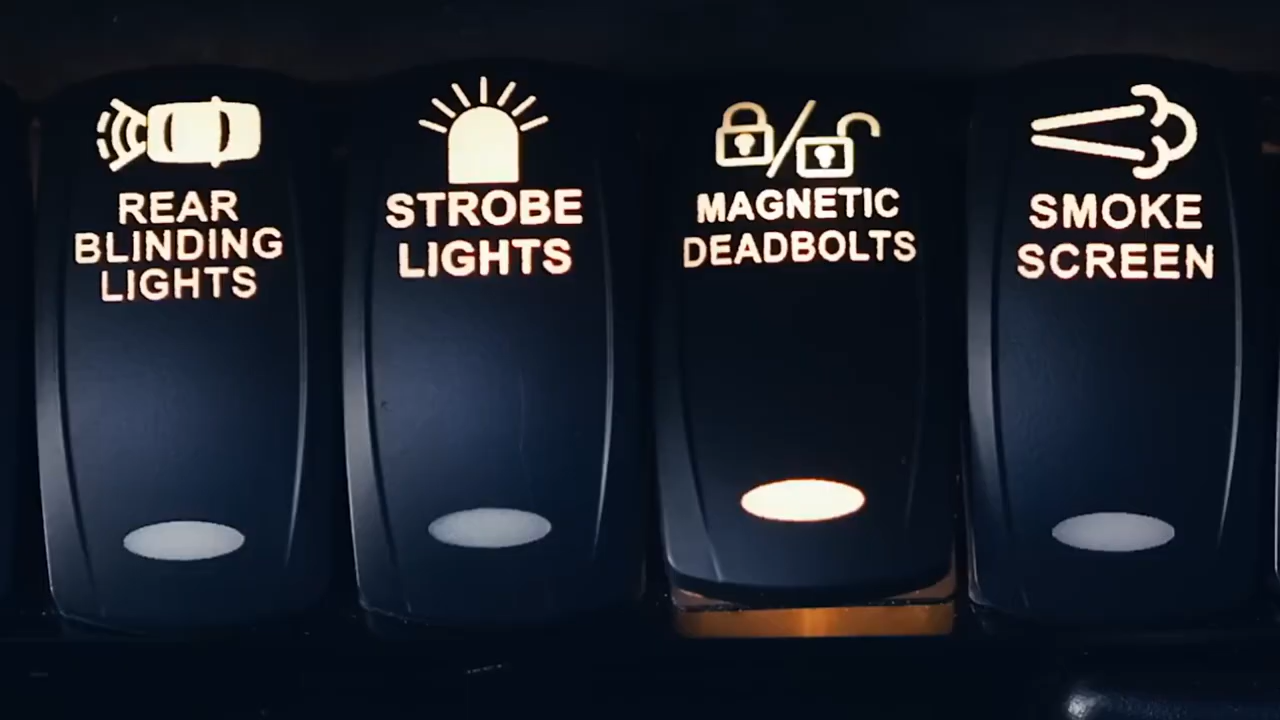 REAR
BLINDING
LIGHTS
STROBE
LIGHTS
MAGNETIC
DEADBOLTS
SMOKE
SCREEN